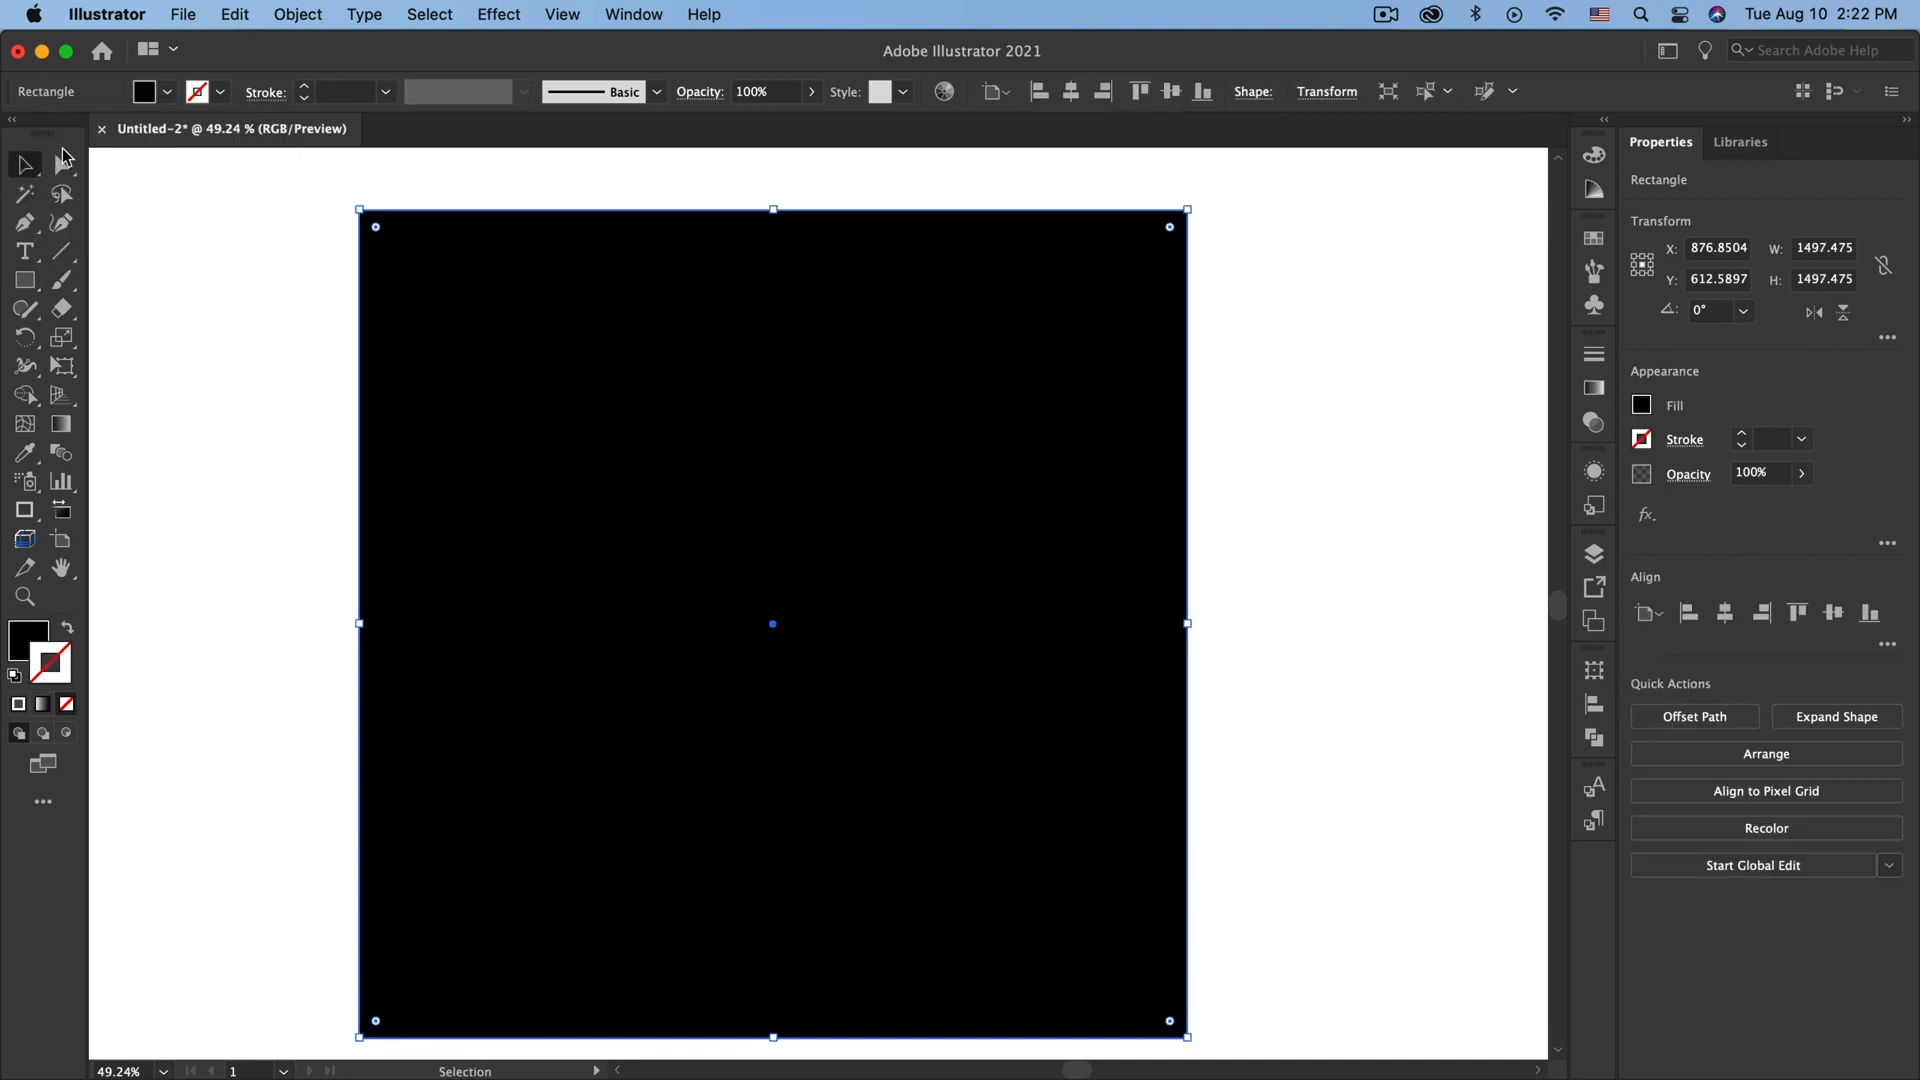 Illustrator File Edit Object Type Select Effect View Window Help Tue Aug 10 2:22 PM
Adobe Illustrator 2021 Search Adobe Help
Rectangle Stroke: Basic Opacity: 100% Style: Shape: Transform
Untitled-2* @ 49.24 % (RGB/Preview)
Properties Libraries
Rectangle
Transform
X: 876.8504 W: 1497.475
Y: 612.5897 H: 1497.475
0°
Appearance
Fill
Stroke
Opacity 100%
fx.
Align
Quick Actions
Offset Path Expand Shape
Arrange
Align to Pixel Grid
Recolor
Start Global Edit
49.24% 1 Selection